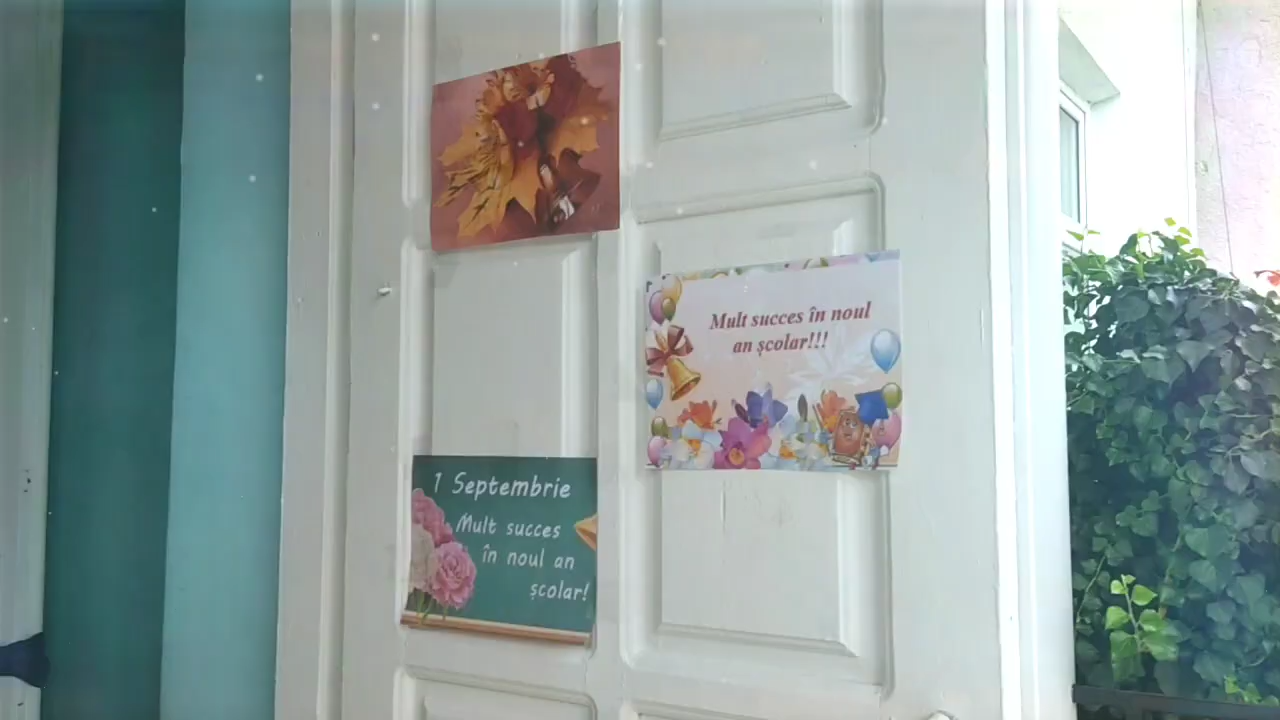 Mult succes în noul
an școlar!!!
1 Septembrie
Mult succes
în noul an
școlar!